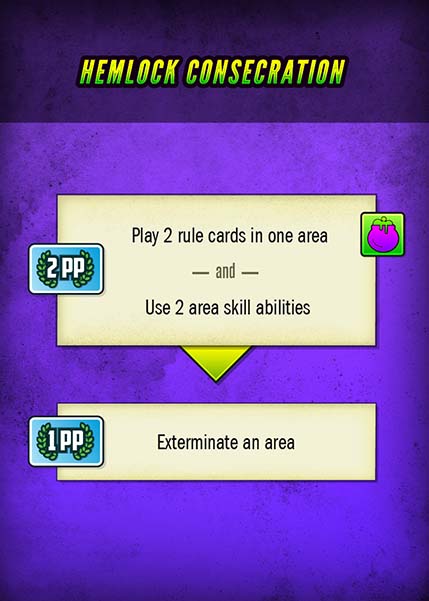 HEMLOCK CONSECRATION
Play 2 rule cards in one area
2 PP
— and —
Use 2 area skill abilities
1 PP
Exterminate an area